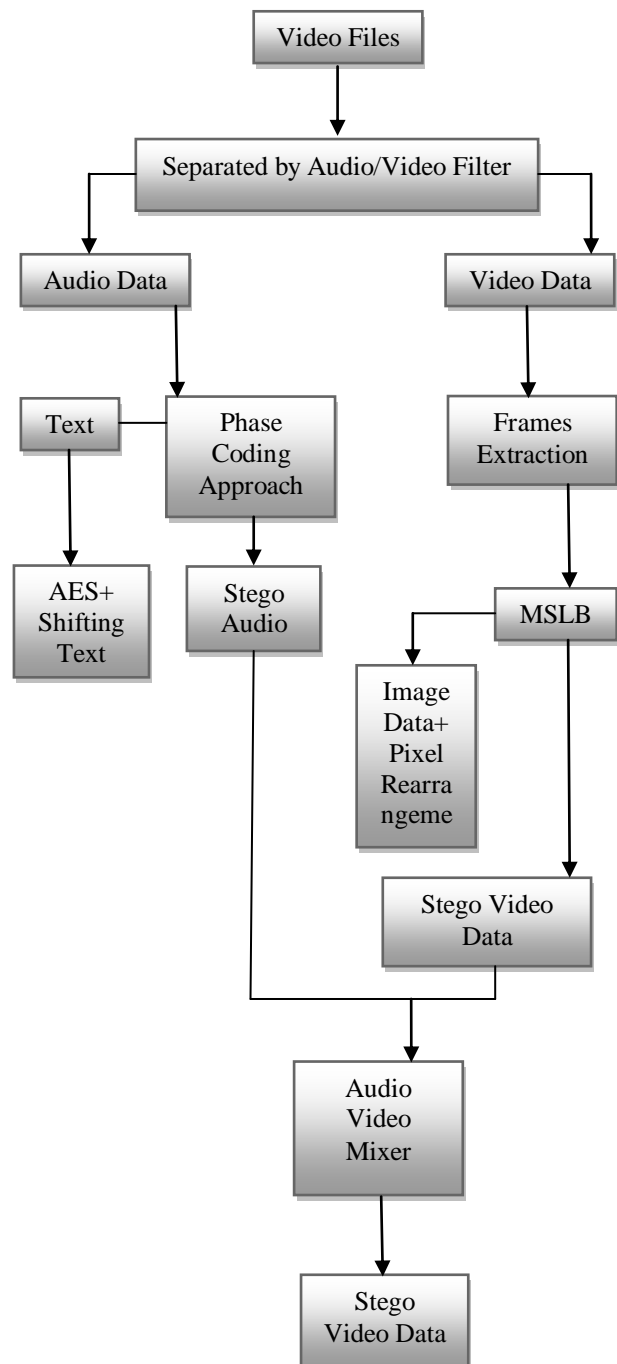 Video Files
Separated by Audio/Video Filter
Audio Data
Video Data
Text
Phase
Coding
Approach
Frames
Extraction
AES+
Shifting
Text
Stego
Audio
MSLB
Image
Data+
Pixel
Rearra
ngeme
Stego Video
Data
Audio
Video
Mixer
Stego
Video Data